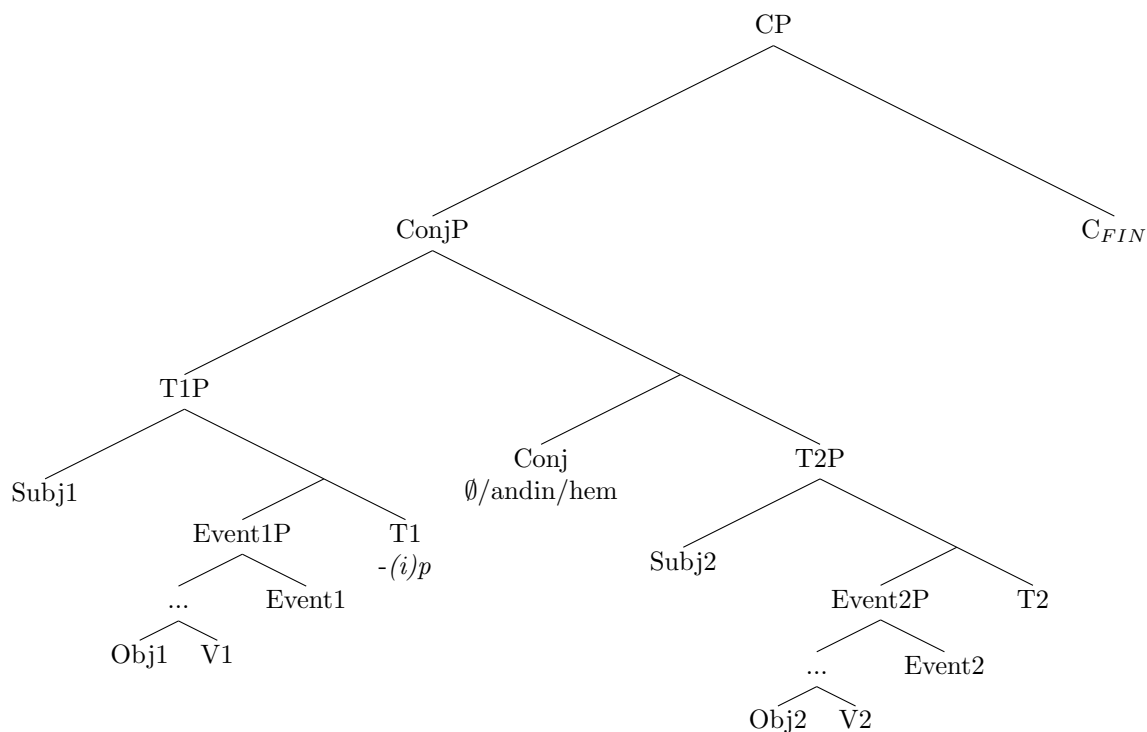 CP
ConjP C_FIN
T1P
Conj T2P
Subj1 ∅/andin/hem
Event1P T1
-(i)p Subj2
... Event1 Event2P T2
Obj1 V1 ... Event2
Obj2 V2